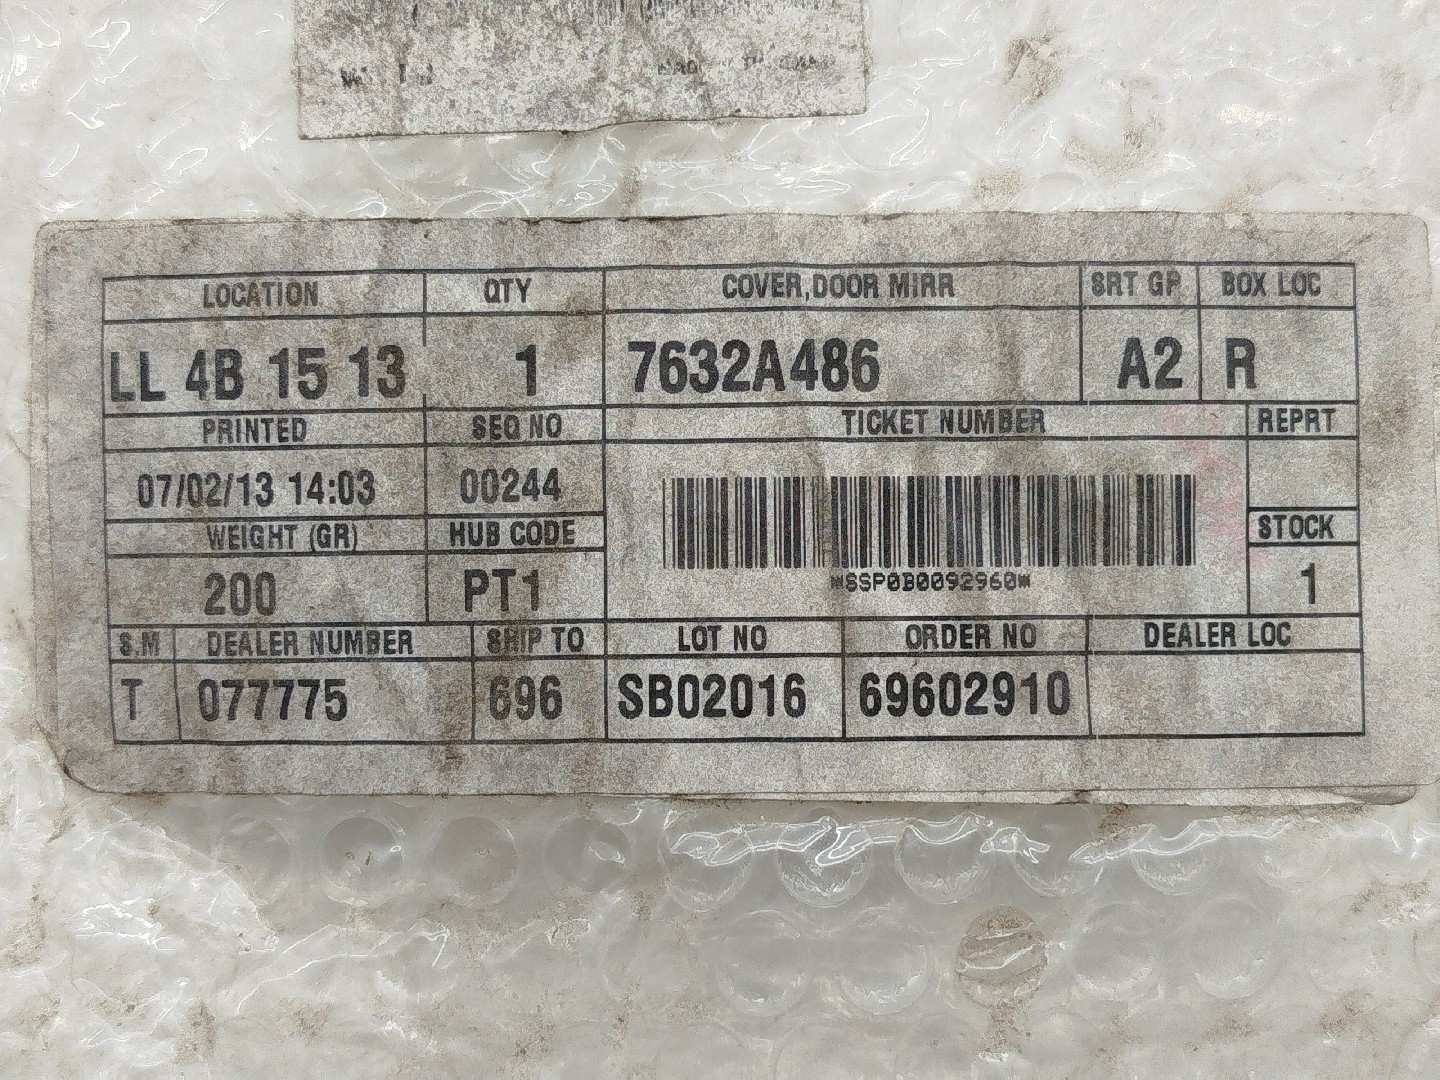 LOCATION QTY COVER,DOOR MIRR SRT GP BOX LOC
LL 4B 15 13 1 7632A486 A2 R
PRINTED SEQ NO TICKET NUMBER REPRT
07/02/13 14:03 00244
WEIGHT (GR) HUB CODE STOCK
*SSP0B0092960*
200 PT1 1
S.M DEALER NUMBER SHIP TO LOT NO ORDER NO DEALER LOC
T 077775 696 SB02016 69602910